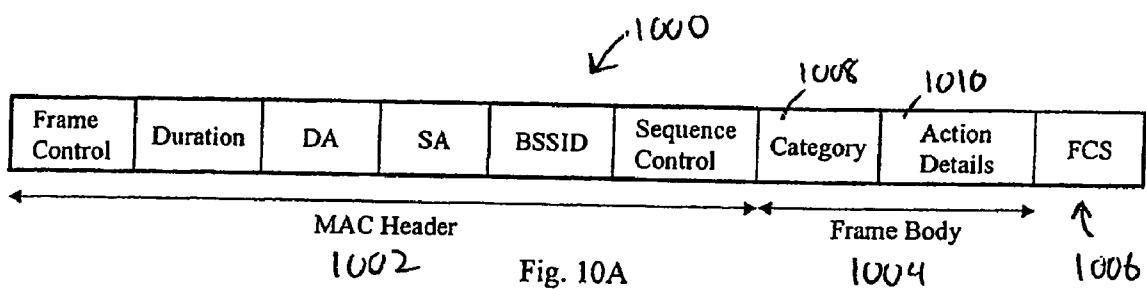 1000
1008
1010
Frame Control
Duration
DA
SA
BSSID
Sequence Control
Category
Action Details
FCS
MAC Header
Frame Body
1002
Fig. 10A
1004
1006